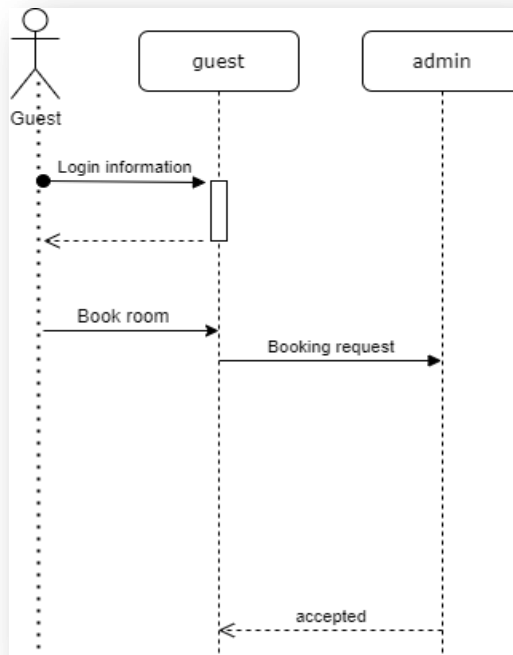 guest
admin
Guest
Login information
Book room
Booking request
accepted